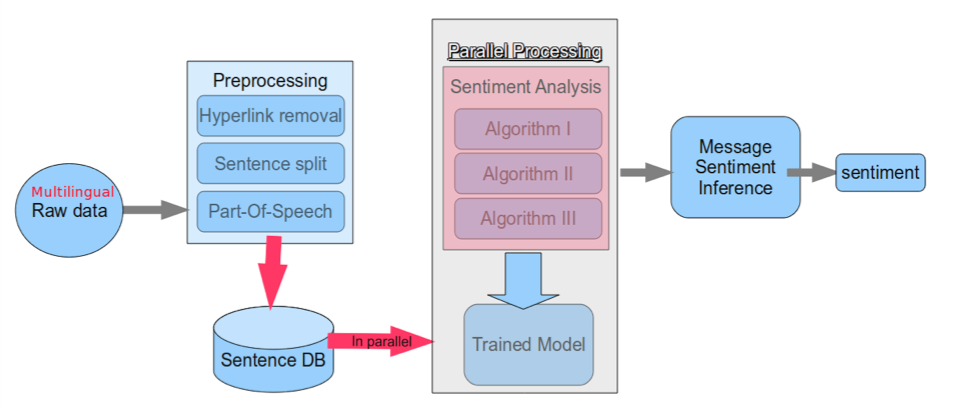 Multilingual
Raw data
Preprocessing
Hyperlink removal
Sentence split
Part-Of-Speech
Sentence DB
In parallel
Parallel Processing
Sentiment Analysis
Algorithm I
Algorithm II
Algorithm III
Trained Model
Message
Sentiment
Inference
sentiment